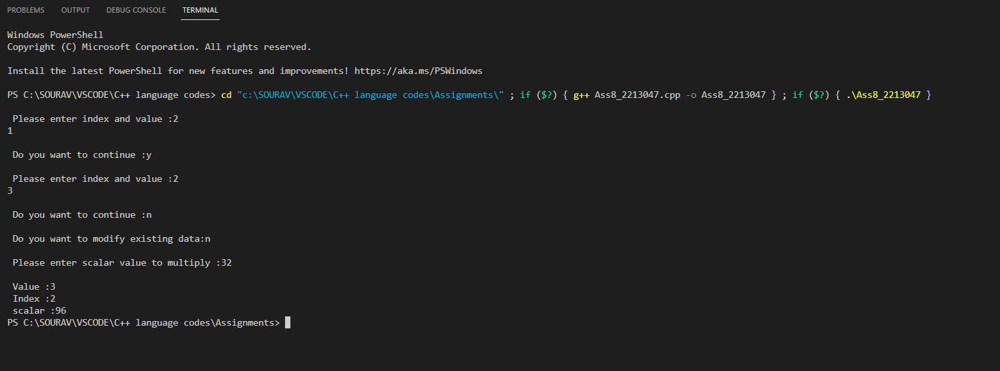 PROBLEMS OUTPUT DEBUG CONSOLE TERMINAL
Windows PowerShell
Copyright (C) Microsoft Corporation. All rights reserved.
Install the latest PowerShell for new features and improvements! https://aka.ms/PSWindows
PS C:\SOURAV\VSCODE\C++ language codes> cd "c:\SOURAV\VSCODE\C++ language codes\Assignments\" ; if ($?) { g++ Ass8_2213047.cpp -o Ass8_2213047 } ; if ($?) { .\Ass8_2213047 }
Please enter index and value :2
1
Do you want to continue :y
Please enter index and value :2
3
Do you want to continue :n
Do you want to modify existing data:n
Please enter scalar value to multiply :32
Value :3
Index :2
scalar :96
PS C:\SOURAV\VSCODE\C++ language codes\Assignments>